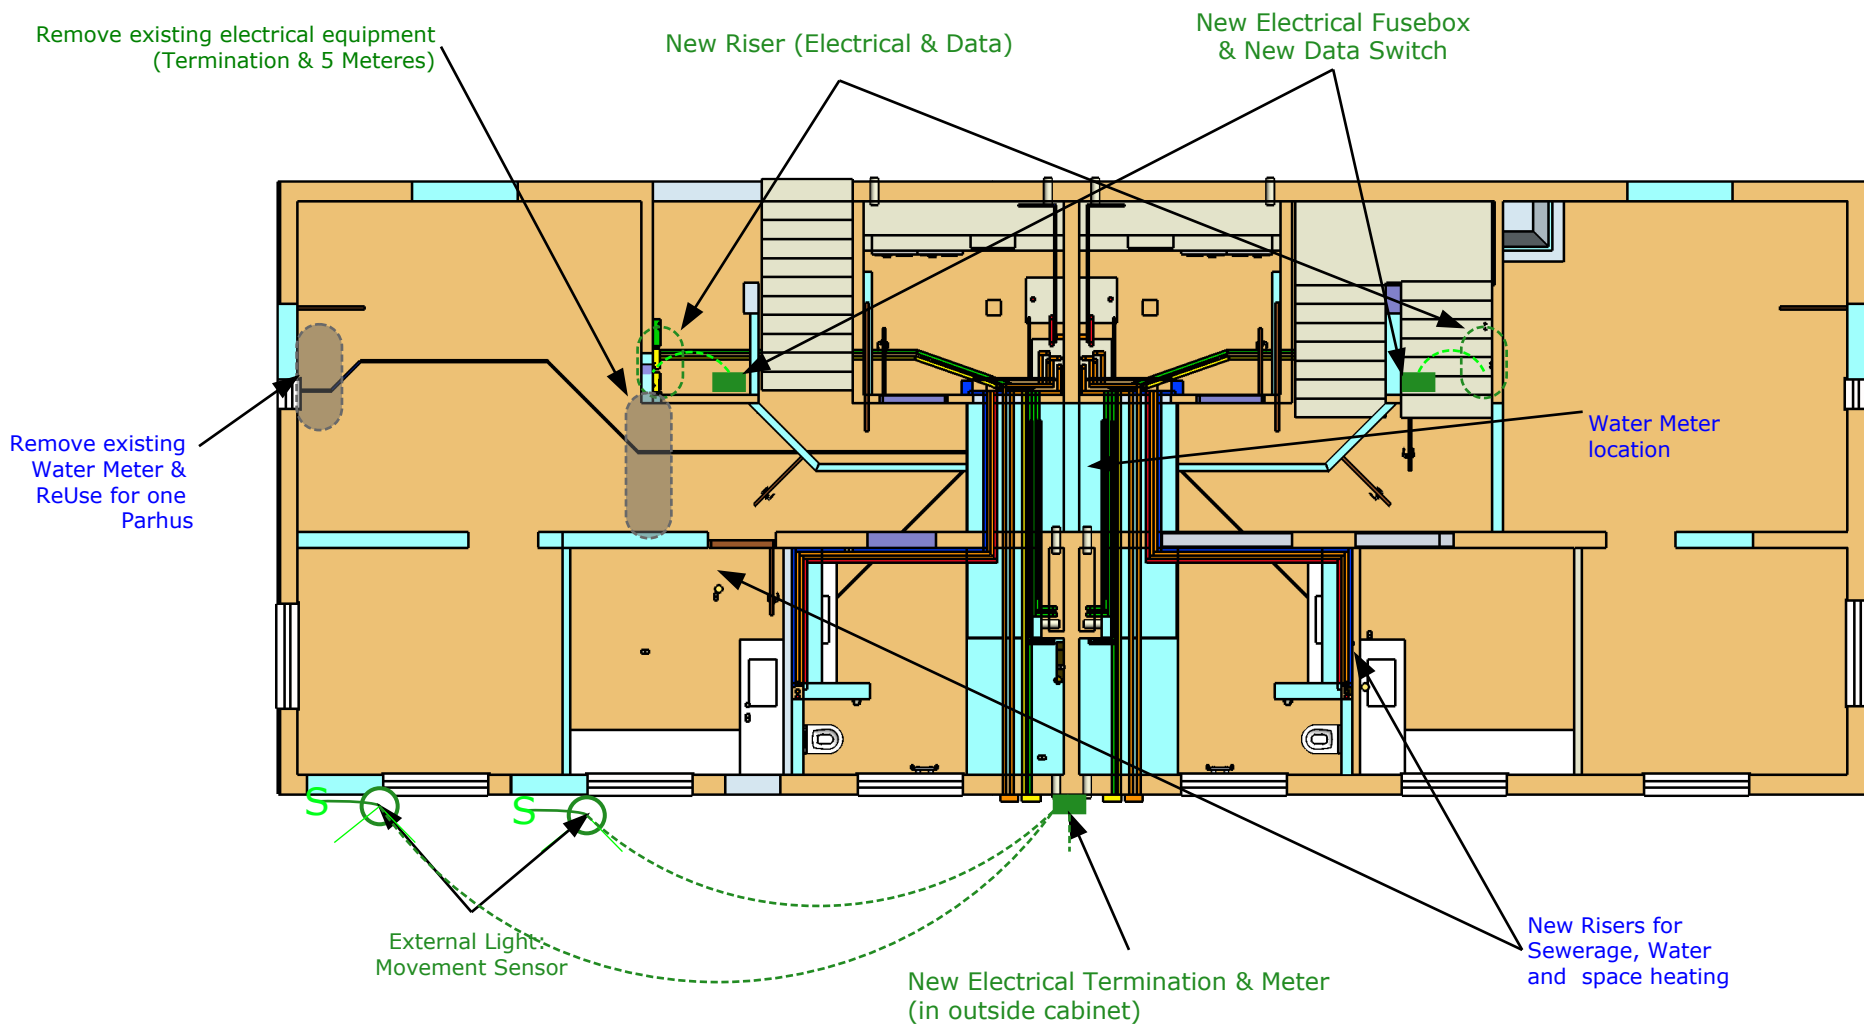 Remove existing electrical equipment
(Termination & 5 Meteres)
New Riser (Electrical & Data)
New Electrical Fusebox
& New Data Switch
Remove existing
Water Meter &
ReUse for one
Parhus
Water Meter
location
S
S
External Light:
Movement Sensor
New Electrical Termination & Meter
(in outside cabinet)
New Risers for
Sewerage, Water
and space heating